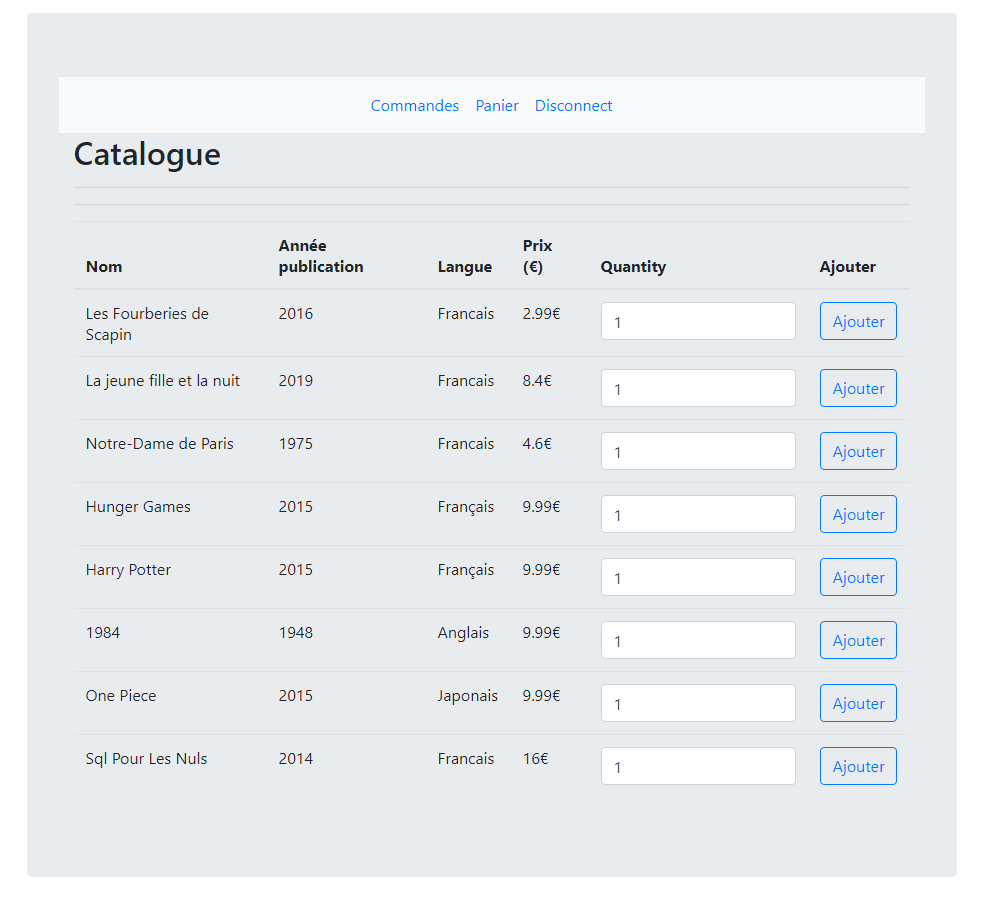 Commandes Panier Disconnect
Catalogue
Nom Année publication Langue Prix (€) Quantity Ajouter
Les Fourberies de Scapin 2016 Francais 2.99€ 1 Ajouter
La jeune fille et la nuit 2019 Francais 8.4€ 1 Ajouter
Notre-Dame de Paris 1975 Francais 4.6€ 1 Ajouter
Hunger Games 2015 Français 9.99€ 1 Ajouter
Harry Potter 2015 Français 9.99€ 1 Ajouter
1984 1948 Anglais 9.99€ 1 Ajouter
One Piece 2015 Japonais 9.99€ 1 Ajouter
Sql Pour Les Nuls 2014 Francais 16€ 1 Ajouter